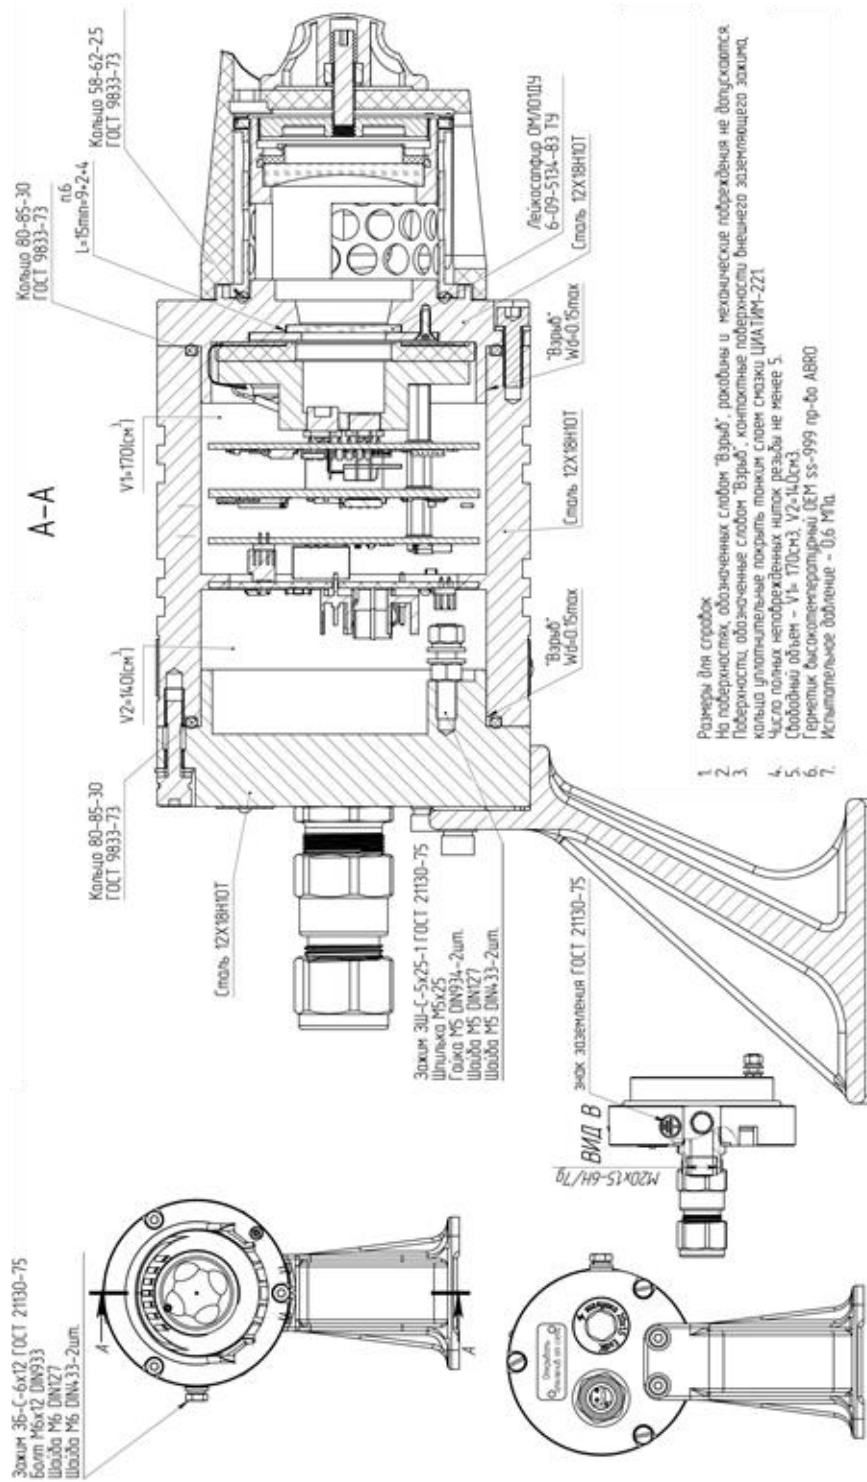 А-А
Кольцо 80-85-30
ГОСТ 9833-73
V2=140(см³)
V1=170(см³)
Кольцо 80-85-30
ГОСТ 9833-73
п.6
L=15min=9+2+4
Кольцо 58-62-25
ГОСТ 9833-73
Сталь 12Х18Н10Т
Зажим ЗШ-С-5х25-1 ГОСТ 21130-75
Шпилька М5х25
Гайка М5 DIN934-2шт.
Шайба М5 DIN127
Шайба М5 DIN433-2шт.
"Взрыв"
Wd=0.15max
Сталь 12Х18Н10Т
"Взрыв"
Wd=0.15max
Лейкосапфир ОМ/01ДУ
6-09-5134-83 ТУ
Сталь 12Х18Н10Т
Зажим ЗБ-С-6х12 ГОСТ 21130-75
Болт М6х12 DIN933
Шайба М6 DIN127
Шайба М6 DIN433-2шт.
А
А
ВИД В
М20х1.5-6Н/7g
знак заземления ГОСТ 21130-75
Открывать
1. Размеры для справок
2. На поверхностях, обозначенных словом "Взрыв", раковины и механические повреждения не допускаются.
3. Поверхности, обозначенные словом "Взрыв", контактные поверхности внешнего заземляющего зажима,
кольца уплотнительные покрыть тонким слоем смазки ЦИАТИМ-221.
4. Число полных неповрежденных ниток резьбы не менее 5.
5. Свободный объем - V1= 170см3, V2=140см3.
6. Герметик высокотемпературный OEM ss-999 пр-во ABRO
7. Испытательное давление - 0,6 МПа.